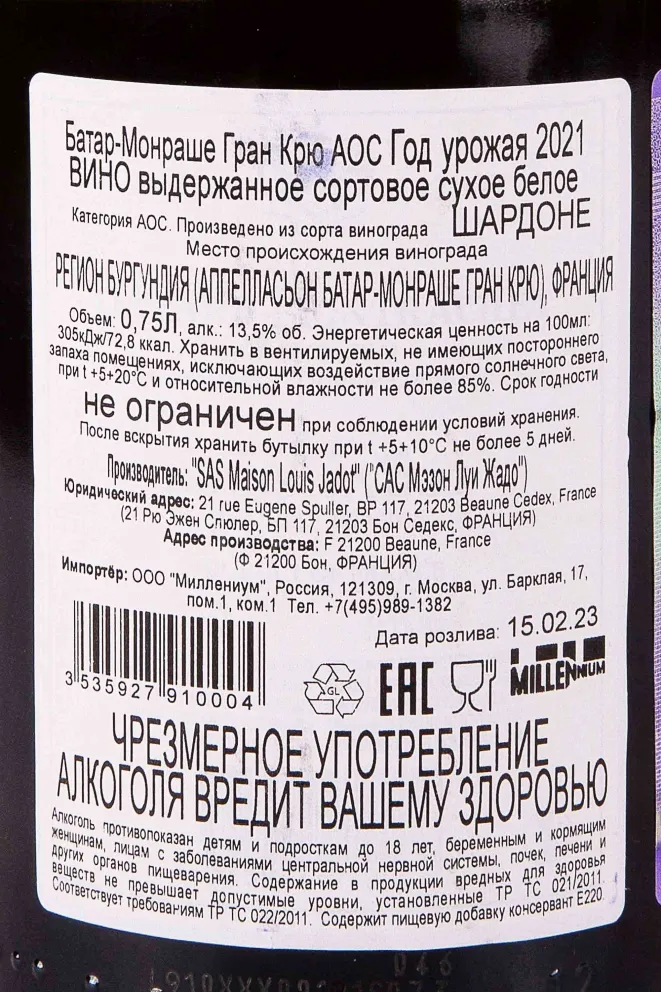 Батар-Монраше Гран Крю АОС Год урожая 2021
ВИНО выдержанное сортовое сухое белое
Категория АОС. Произведено из сорта винограда ШАРДОНЕ
Место происхождения винограда
РЕГИОН БУРГУНДИЯ (АППЕЛЛАСЬОН БАТАР-МОНРАШЕ ГРАН КРЮ), ФРАНЦИЯ
Объем: 0,75Л, алк.: 13,5% об. Энергетическая ценность на 100мл:
305кДж/72,8 ккал. Хранить в вентилируемых, не имеющих постороннего
запаха помещениях, исключающих воздействие прямого солнечного света,
при t +5+20°С и относительной влажности не более 85%. Срок годности
не ограничен при соблюдении условий хранения.
После вскрытия хранить бутылку при t +5+10°С не более 5 дней.
Производитель: "SAS Maison Louis Jadot" ("САС Мэзон Луи Жадо")
Юридический адрес: 21 rue Eugene Spuller, BP 117, 21203 Beaune Cedex, France
(21 Рю Эжен Спюлер, БП 117, 21203 Бон Седекс, ФРАНЦИЯ)
Адрес производства: F 21200 Beaune, France
(Ф 21200 Бон, ФРАНЦИЯ)
Импортёр: ООО "Миллениум", Россия, 121309, г. Москва, ул. Барклая, 17,
пом.1, ком.1 Тел. +7(495)989-1382
Дата розлива: 15.02.23
3 535927 910004
GL
EAC
MILLENNIUM
ЧРЕЗМЕРНОЕ УПОТРЕБЛЕНИЕ
АЛКОГОЛЯ ВРЕДИТ ВАШЕМУ ЗДОРОВЬЮ
Алкоголь противопоказан детям и подросткам до 18 лет, беременным и кормящим
женщинам, лицам с заболеваниями центральной нервной системы, почек, печени и
других органов пищеварения. Содержание в продукции вредных для здоровья
веществ не превышает допустимые уровни, установленные ТР ТС 021/2011.
Соответствует требованиям ТР ТС 022/2011. Содержит пищевую добавку консервант Е220.